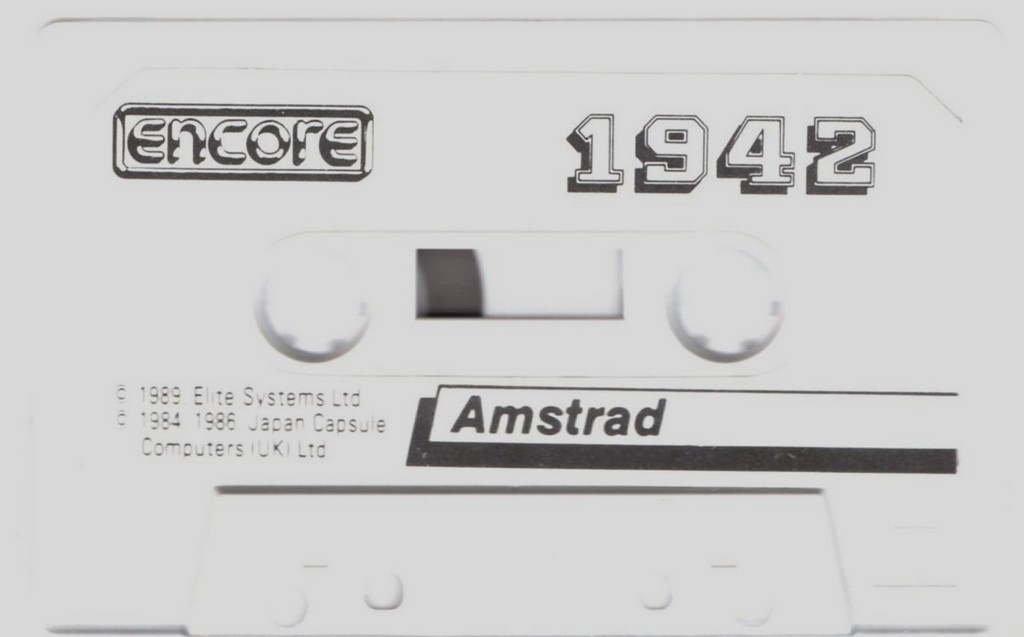 encore
1942
© 1989. Elite Systems Ltd
© 1984, 1986 Japan Capsule
Computers (UK) Ltd
Amstrad